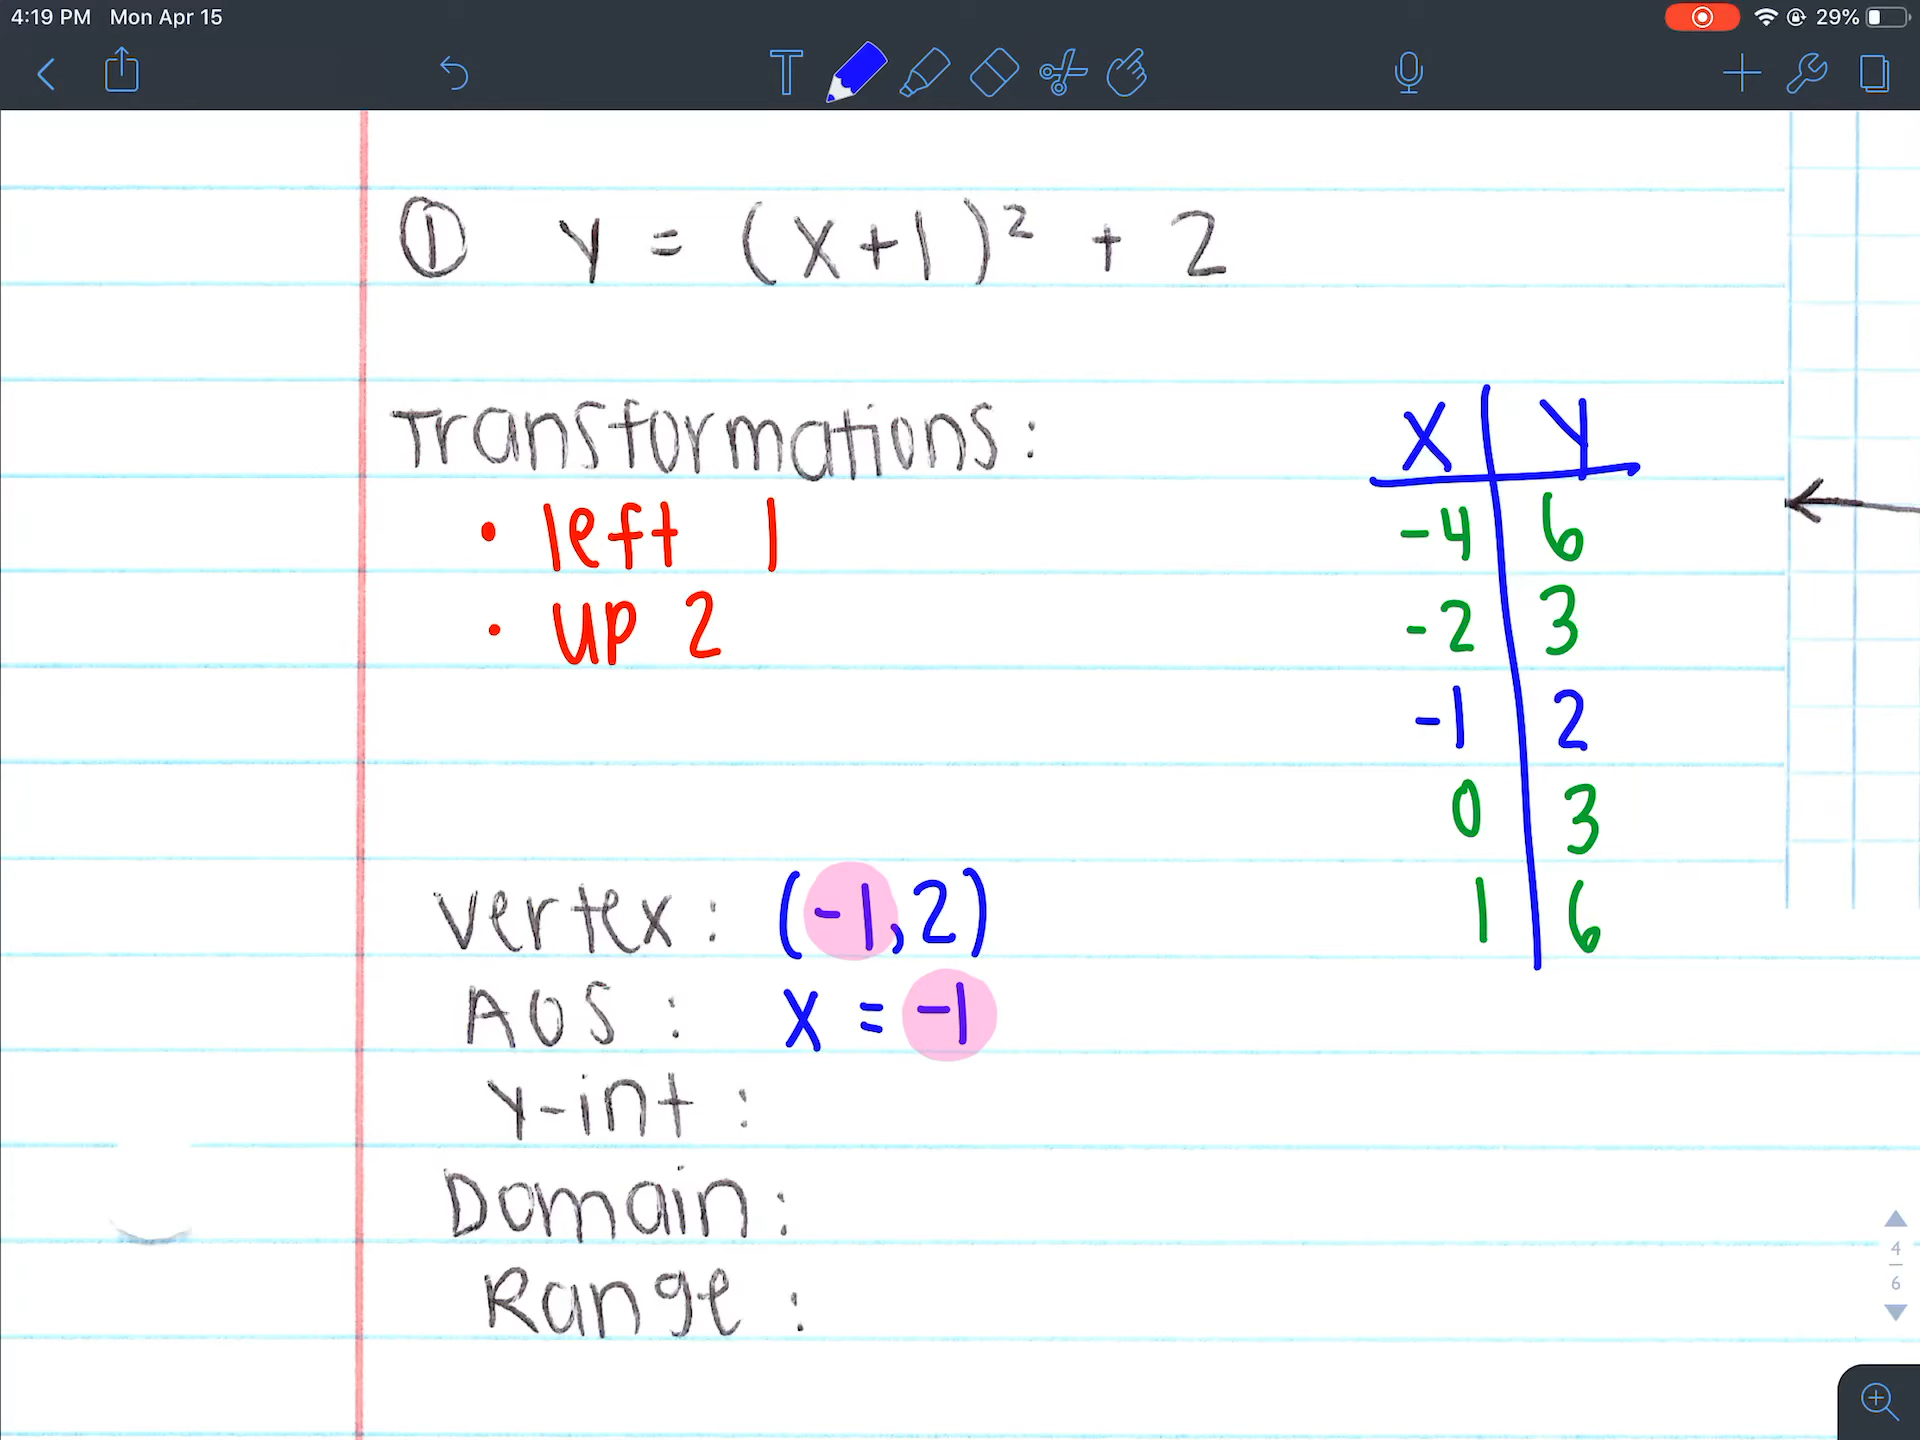 4:19 PM Mon Apr 15
29%
T
① y = (x+1)² + 2
Transformations:
• left 1
• up 2
X Y
-4 6
-2 3
-1 2
0 3
1 6
Vertex: (-1,2)
AOS: x = -1
Y-int:
Domain:
Range:
4
6